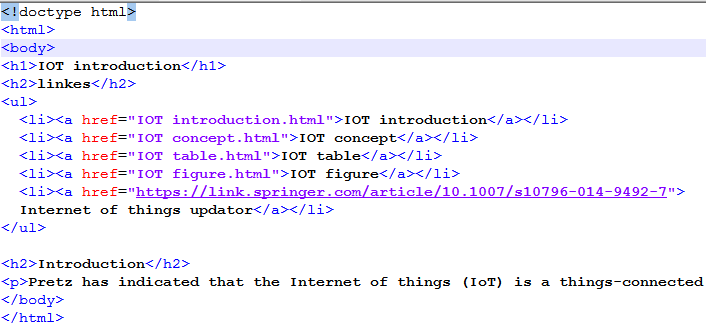 <!doctype html>
<html>
<body>
<h1>IOT introduction</h1>
<h2>linkes</h2>
<ul>
  <li><a href="IOT introduction.html">IOT introduction</a></li>
  <li><a href="IOT concept.html">IOT concept</a></li>
  <li><a href="IOT table.html">IOT table</a></li>
  <li><a href="IOT figure.html">IOT figure</a></li>
  <li><a href="https://link.springer.com/article/10.1007/s10796-014-9492-7">
  Internet of things updator</a></li>
</ul>
<h2>Introduction</h2>
<p>Pretz has indicated that the Internet of things (IoT) is a things-connected
</body>
</html>